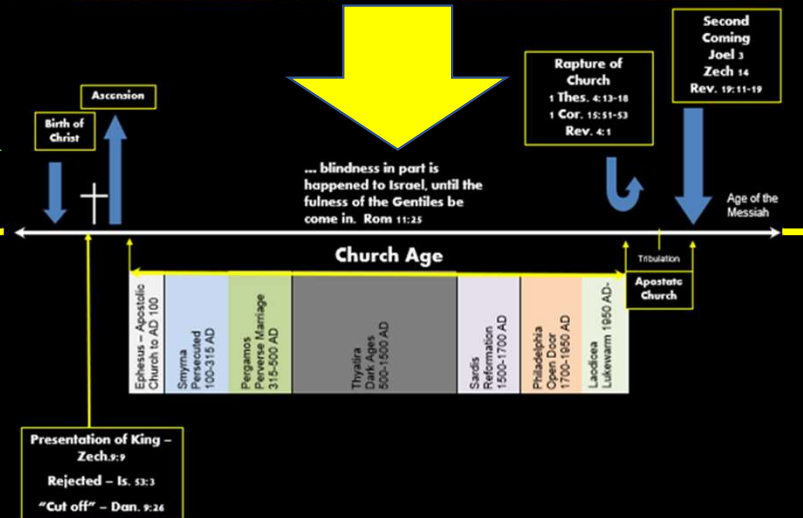 Birth of
Christ
Ascension
... blindness in part is
happened to Israel, until the
fulness of the Gentiles be
come in. Rom 11:25
Rapture of
Church
1 Thes. 4:13-18
1 Cor. 15:51-53
Rev. 4:1
Second
Coming
Joel 3
Zech 14
Rev. 19:11-19
Age of the
Messiah
Church Age
Tribulation
Apostate
Church
Ephesus – Apostolic
Church to AD 100
Smyrna
Persecuted
100-315 AD
Pergamos
Perverse Marriage
315-500 AD
Thyatira
Dark Ages
500-1500 AD
Sardis
Reformation
1500-1700 AD
Philadelphia
Open Door
1700-1950 AD
Laodicea
Lukewarm 1950 AD-
Presentation of King –
Zech.9:9
Rejected – Is. 53:3
“Cut off” – Dan. 9:26